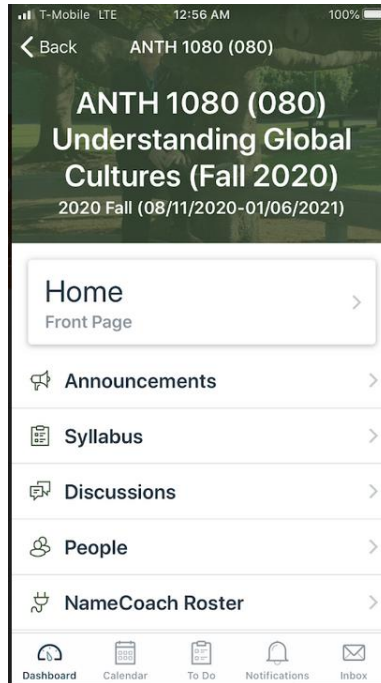 T-Mobile LTE 12:56 AM 100%
Back ANTH 1080 (080)
ANTH 1080 (080)
Understanding Global
Cultures (Fall 2020)
2020 Fall (08/11/2020-01/06/2021)
Home
Front Page
Announcements
Syllabus
Discussions
People
NameCoach Roster
Dashboard Calendar To Do Notifications Inbox